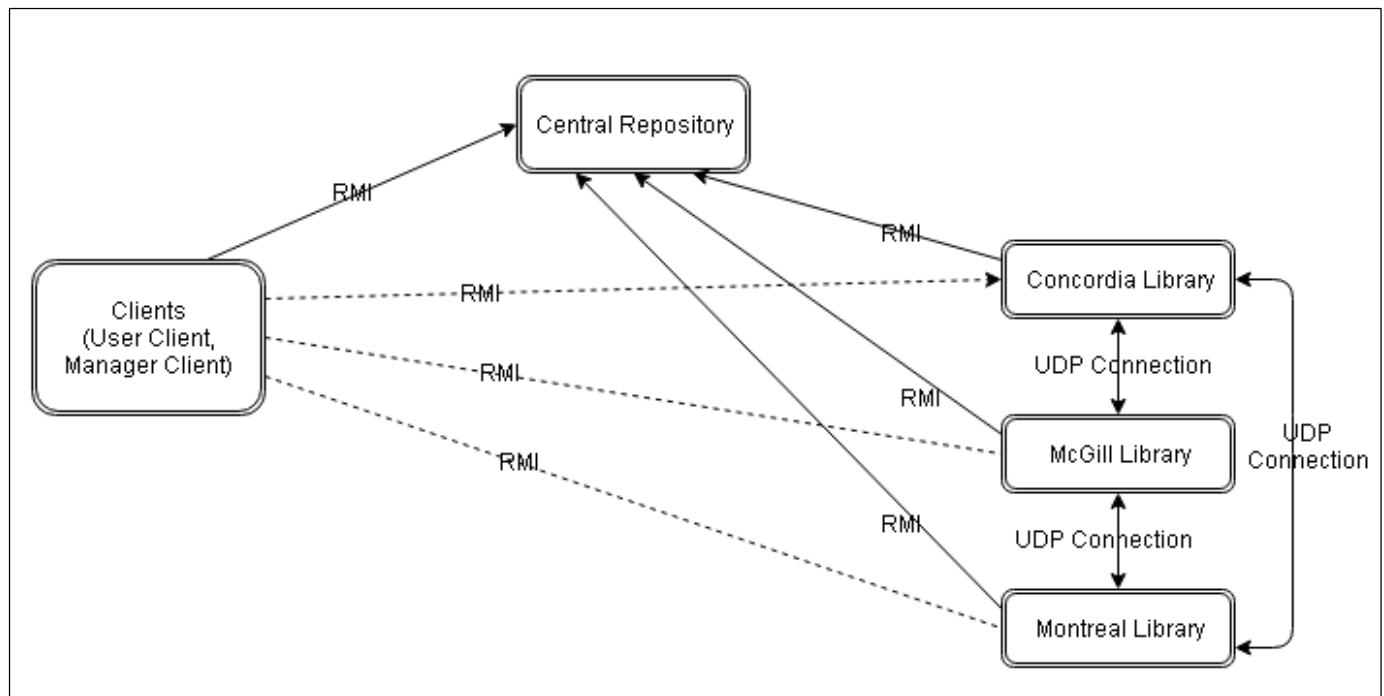 Central Repository
RMI
RMI
Concordia Library
RMI
Clients
(User Client,
Manager Client)
UDP Connection
RMI
RMI
UDP
Connection
McGill Library
RMI
RMI
UDP Connection
Montreal Library